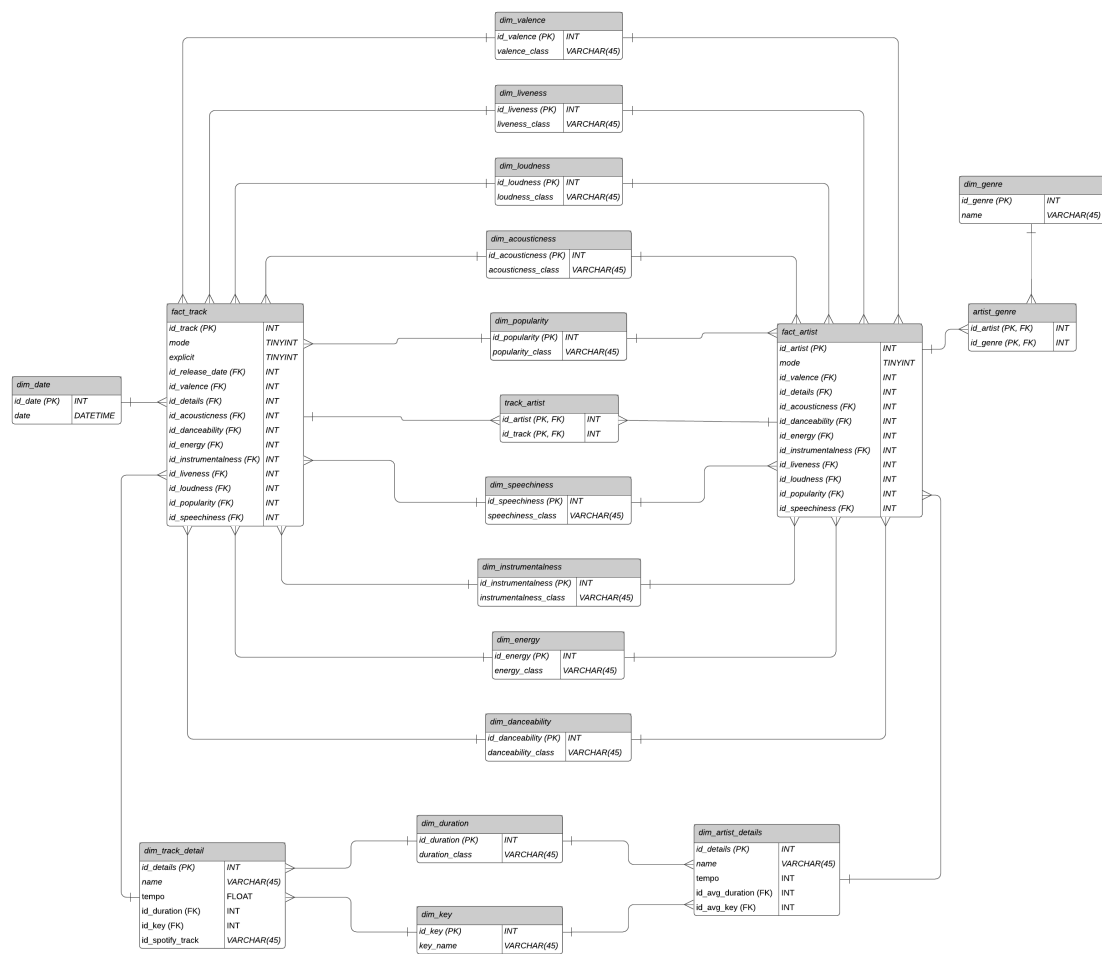 dim_valence
id_valence (PK) INT
valence_class VARCHAR(45)
dim_liveness
id_liveness (PK) INT
liveness_class VARCHAR(45)
dim_loudness
id_loudness (PK) INT
loudness_class VARCHAR(45)
dim_genre
id_genre (PK) INT
name VARCHAR(45)
dim_acousticness
id_acousticness (PK) INT
acousticness_class VARCHAR(45)
fact_track
id_track (PK) INT
mode TINYINT
explicit TINYINT
id_release_date (FK) INT
id_valence (FK) INT
id_details (FK) INT
id_acousticness (FK) INT
id_danceability (FK) INT
id_energy (FK) INT
id_instrumentalness (FK) INT
id_liveness (FK) INT
id_loudness (FK) INT
id_popularity (FK) INT
id_speechiness (FK) INT
dim_popularity
id_popularity (PK) INT
popularity_class VARCHAR(45)
fact_artist
id_artist (PK) INT
mode TINYINT
id_valence (FK) INT
id_details (FK) INT
id_acousticness (FK) INT
id_danceability (FK) INT
id_energy (FK) INT
id_instrumentalness (FK) INT
id_liveness (FK) INT
id_loudness (FK) INT
id_popularity (FK) INT
id_speechiness (FK) INT
artist_genre
id_artist (PK, FK) INT
id_genre (PK, FK) INT
dim_date
id_date (PK) INT
date DATETIME
track_artist
id_artist (PK, FK) INT
id_track (PK, FK) INT
dim_speechiness
id_speechiness (PK) INT
speechiness_class VARCHAR(45)
dim_instrumentalness
id_instrumentalness (PK) INT
instrumentalness_class VARCHAR(45)
dim_energy
id_energy (PK) INT
energy_class VARCHAR(45)
dim_danceability
id_danceability (PK) INT
danceability_class VARCHAR(45)
dim_duration
id_duration (PK) INT
duration_class VARCHAR(45)
dim_track_detail
id_details (PK) INT
name VARCHAR(45)
tempo FLOAT
id_duration (FK) INT
id_key (FK) INT
id_spotify_track VARCHAR(45)
dim_artist_details
id_details (PK) INT
name VARCHAR(45)
tempo INT
id_avg_duration (FK) INT
id_avg_key (FK) INT
dim_key
id_key (PK) INT
key_name VARCHAR(45)